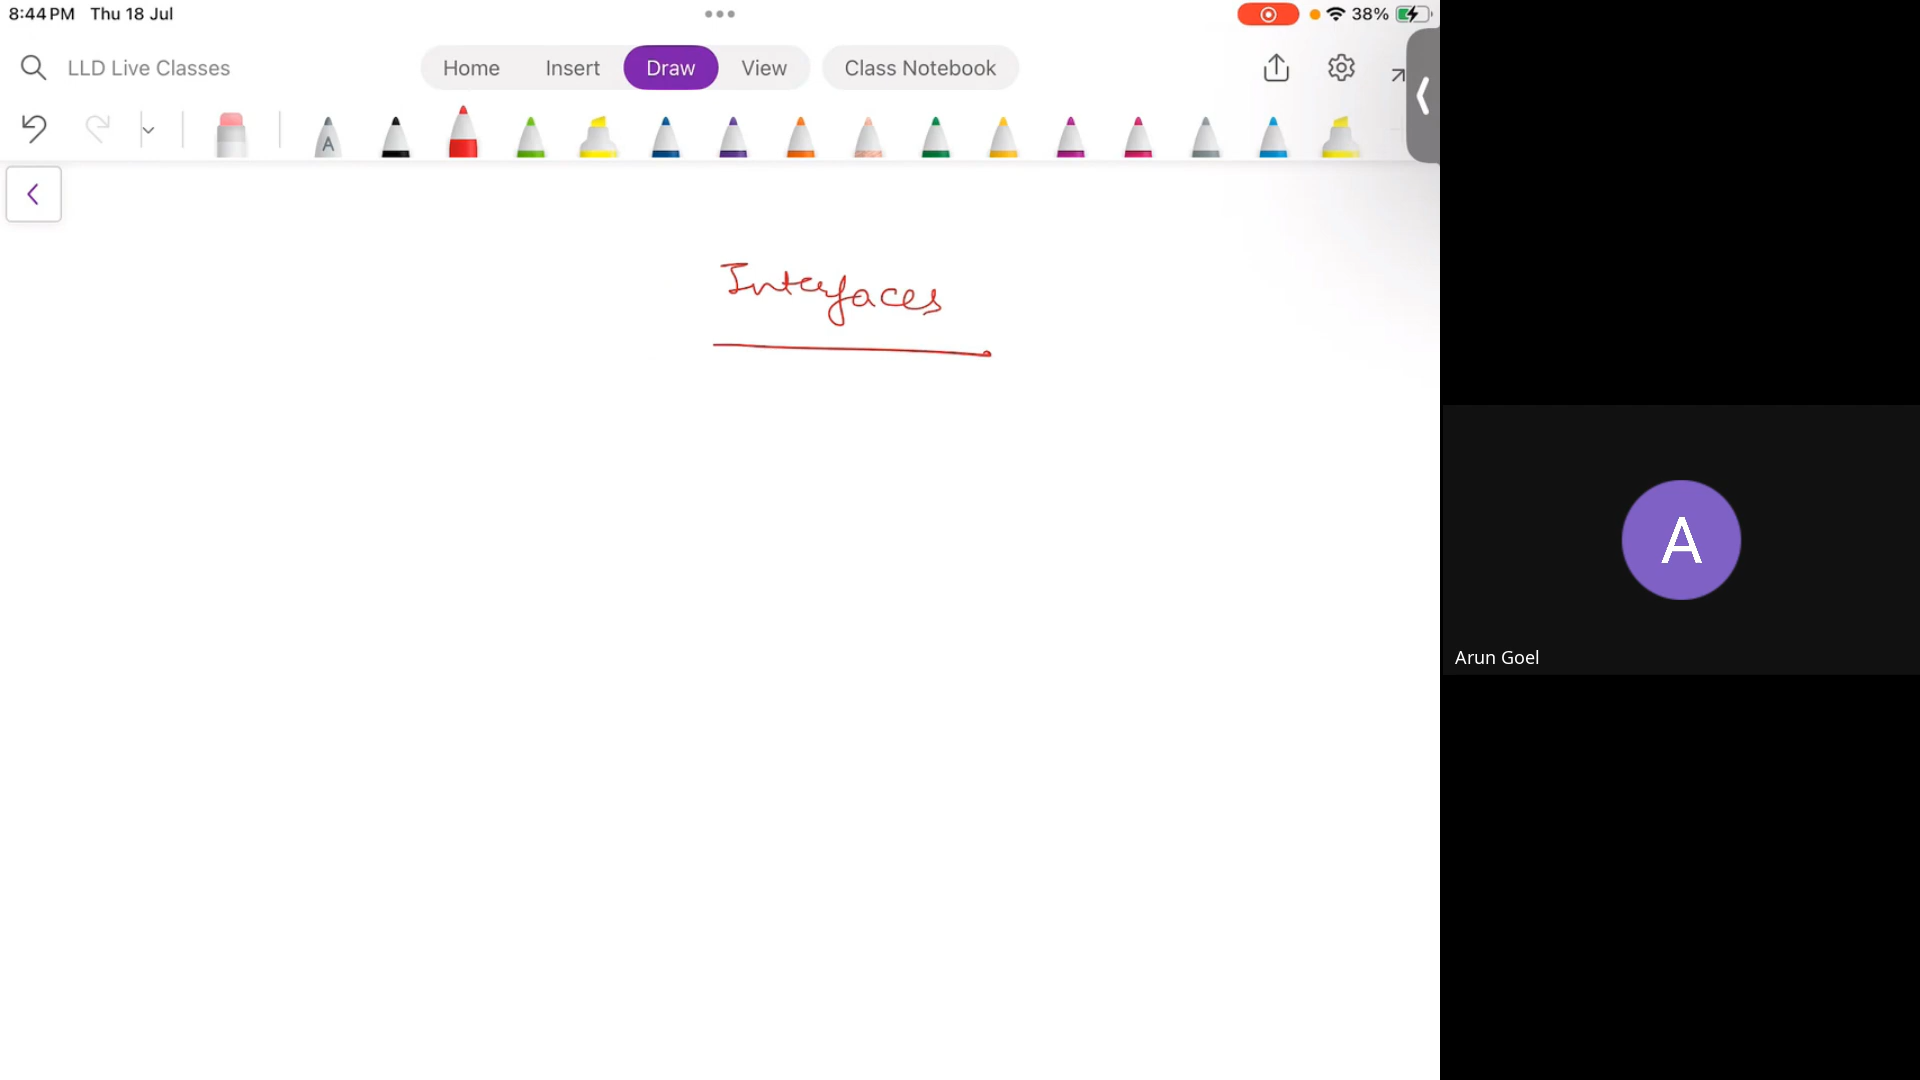 8:44 PM Thu 18 Jul
38%
LLD Live Classes
Home Insert Draw View Class Notebook
A
Interfaces
A
Arun Goel